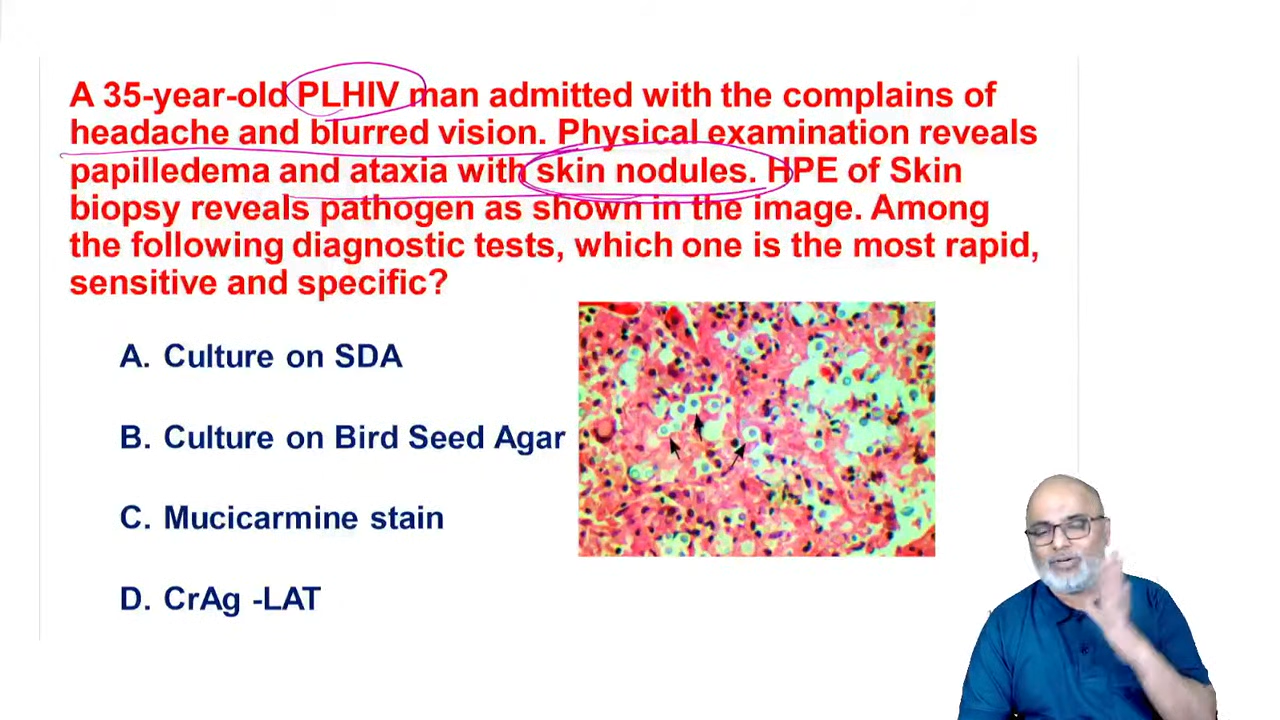 A 35-year-old PLHIV man admitted with the complains of
headache and blurred vision. Physical examination reveals
papilledema and ataxia with skin nodules. HPE of Skin
biopsy reveals pathogen as shown in the image. Among
the following diagnostic tests, which one is the most rapid,
sensitive and specific?
A. Culture on SDA
B. Culture on Bird Seed Agar
C. Mucicarmine stain
D. CrAg -LAT